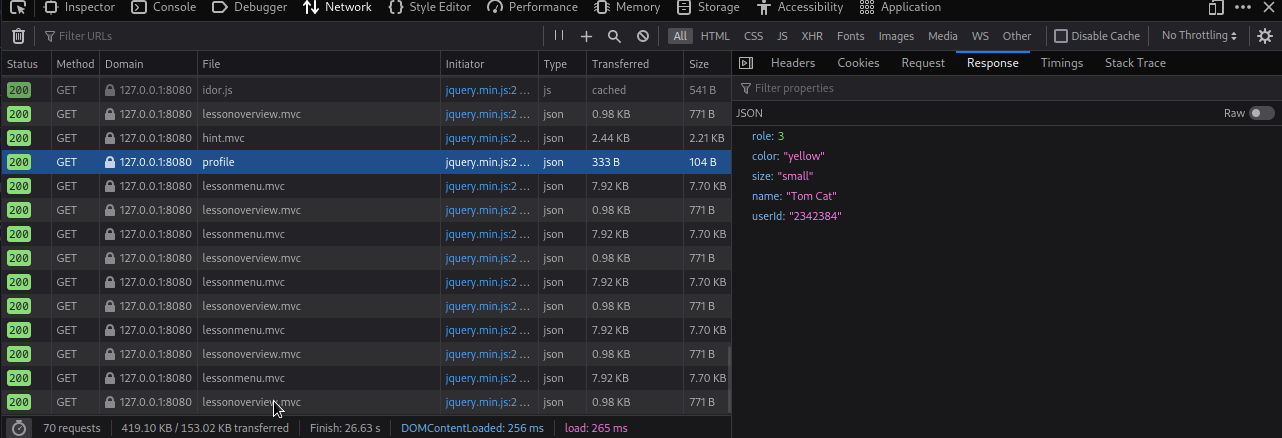 Inspector Console Debugger Network Style Editor Performance Memory Storage Accessibility Application
Filter URLs All HTML CSS JS XHR Fonts Images Media WS Other Disable Cache No Throttling
Status Method Domain File Initiator Type Transferred Size
200 GET 127.0.0.1:8080 idor.js jquery.min.js:2 ... js cached 541 B
200 GET 127.0.0.1:8080 lessonoverview.mvc jquery.min.js:2 ... json 0.98 KB 771 B
200 GET 127.0.0.1:8080 hint.mvc jquery.min.js:2 ... json 2.44 KB 2.21 KB
200 GET 127.0.0.1:8080 profile jquery.min.js:2 ... json 333 B 104 B
200 GET 127.0.0.1:8080 lessonmenu.mvc jquery.min.js:2 ... json 7.92 KB 7.70 KB
200 GET 127.0.0.1:8080 lessonoverview.mvc jquery.min.js:2 ... json 0.98 KB 771 B
200 GET 127.0.0.1:8080 lessonmenu.mvc jquery.min.js:2 ... json 7.92 KB 7.70 KB
200 GET 127.0.0.1:8080 lessonoverview.mvc jquery.min.js:2 ... json 0.98 KB 771 B
200 GET 127.0.0.1:8080 lessonmenu.mvc jquery.min.js:2 ... json 7.92 KB 7.70 KB
200 GET 127.0.0.1:8080 lessonoverview.mvc jquery.min.js:2 ... json 0.98 KB 771 B
200 GET 127.0.0.1:8080 lessonmenu.mvc jquery.min.js:2 ... json 7.92 KB 7.70 KB
200 GET 127.0.0.1:8080 lessonoverview.mvc jquery.min.js:2 ... json 0.98 KB 771 B
200 GET 127.0.0.1:8080 lessonmenu.mvc jquery.min.js:2 ... json 7.92 KB 7.70 KB
200 GET 127.0.0.1:8080 lessonoverview.mvc jquery.min.js:2 ... json 0.98 KB 771 B
70 requests 419.10 KB / 153.02 KB transferred Finish: 26.63 s DOMContentLoaded: 256 ms load: 265 ms
Headers Cookies Request Response Timings Stack Trace
Filter properties
JSON Raw
role: 3
color: "yellow"
size: "small"
name: "Tom Cat"
userId: "2342384"